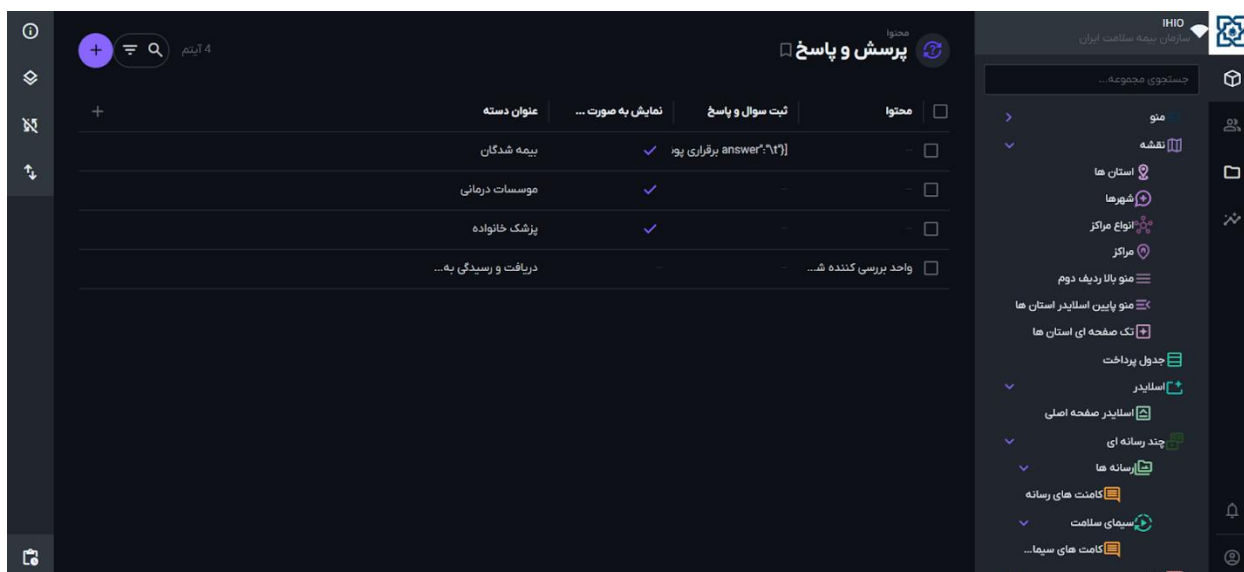 IHIO
سازمان بیمه سلامت ایران
جستجوی مجموعه...
منو
نقشه
استان ها
شهرها
انواع مراکز
مراکز
منو بالا ردیف دوم
منو پایین اسلایدر استان ها
تک صفحه ای استان ها
جدول پرداخت
اسلایدر
اسلایدر صفحه اصلی
چند رسانه ای
رسانه ها
کامنت های رسانه
سیمای سلامت
کامت های سیما...
محتوا
پرسش و پاسخ
4 آیتم
محتوا ثبت سوال و پاسخ نمایش به صورت ... عنوان دسته
[{"answer":"\t برقراری پوش بیمه شدگان
موسسات درمانی
پزشک خانواده
واحد بررسی کننده ش... دریافت و رسیدگی به...